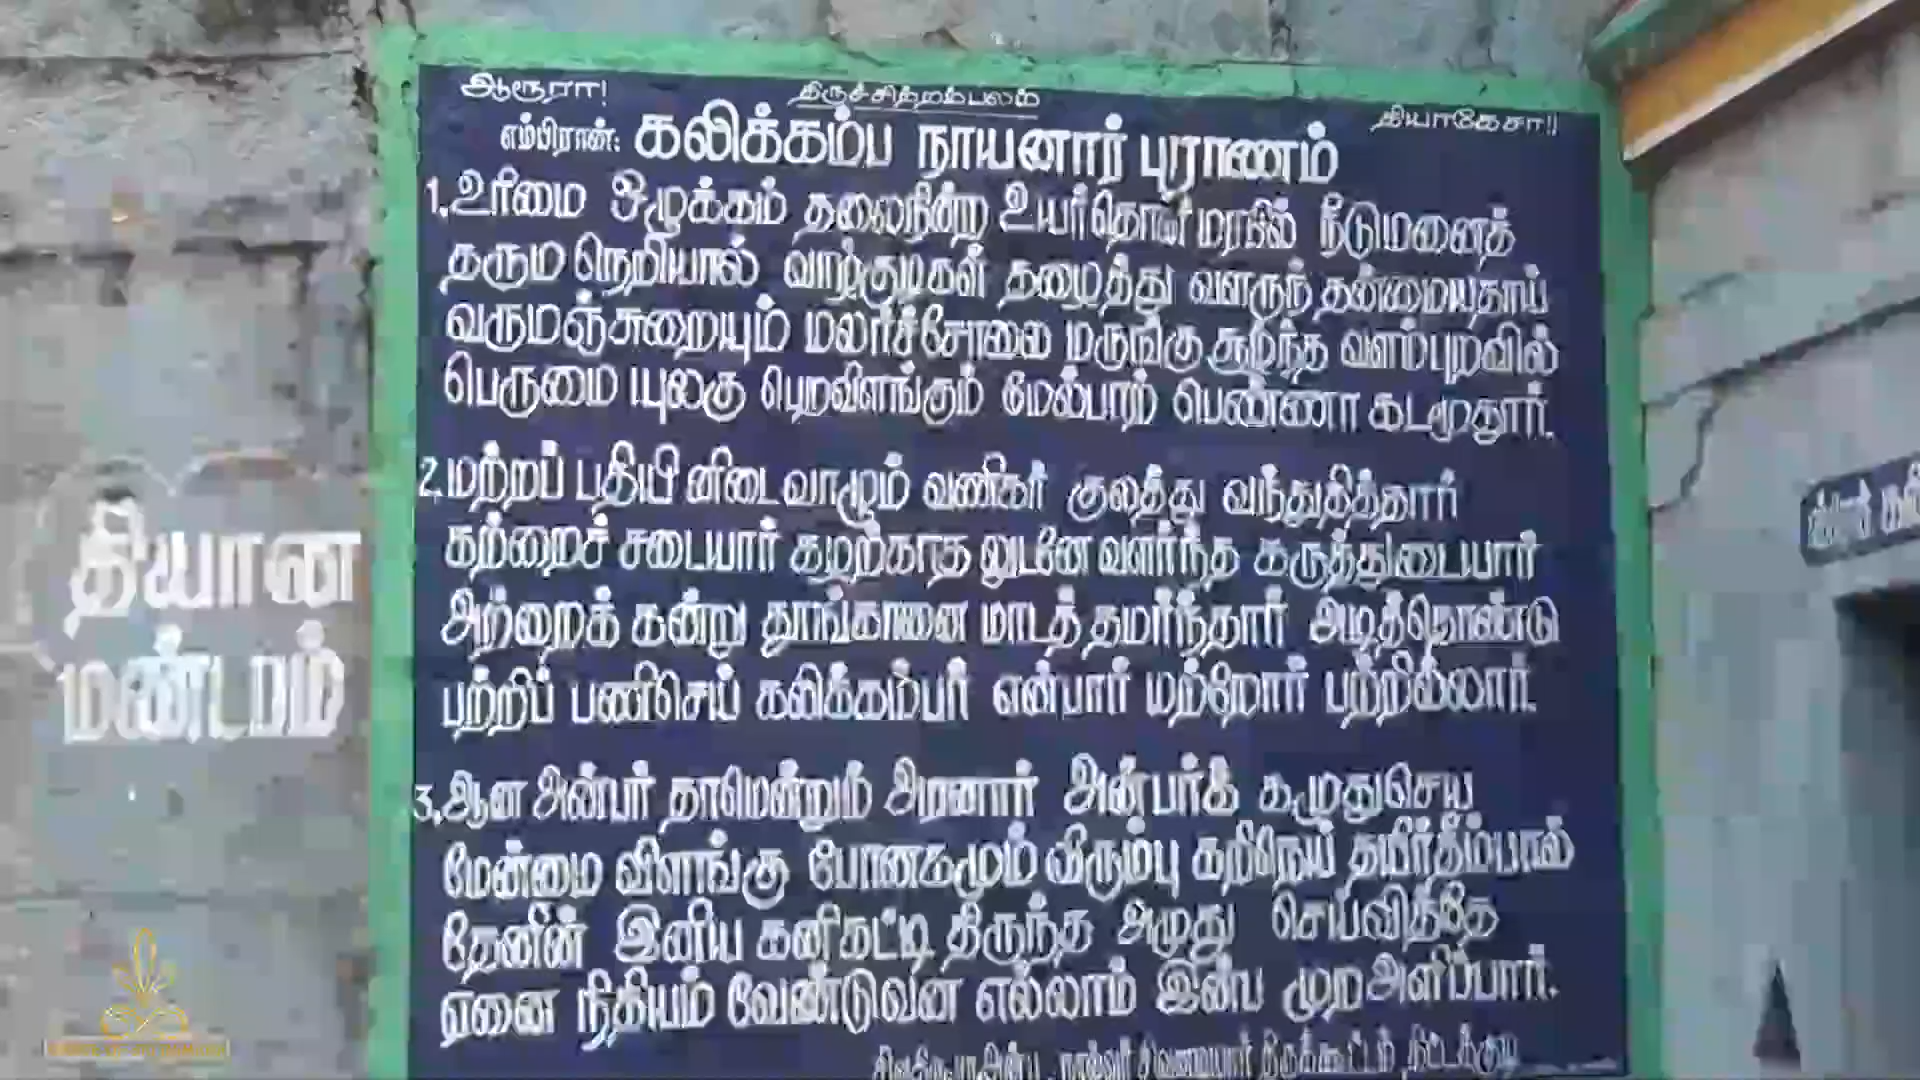 ஆரூரா!
திருச்சிற்றம்பலம்
தியாகேசா!!
எம்பிரான்: கலிக்கம்ப நாயனார் புராணம்
1. உரிமை ஒழுக்கம் தலைநின்ற உயர்தொன் மரபில் நீடுமனைத்
தரும நெறியால் வாழ்குடிகள் தழைத்து வளருந் தன்மையதாய்
வருமஞ்சுறையும் மலர்ச்சோலை மருங்கு சூழ்ந்த வளம்புறவில்
பெருமை யுலகு பெறவிளங்கும் மேல்பாற் பெண்ணா கடமூதூர்.
2. மற்றப் பதியி னிடைவாழும் வணிகர் குலத்து வந்துதித்தார்
கற்றைச் சடையார் கழற்காத லுடனே வளர்ந்த கருத்துடையார்
அற்றைக் கன்று தூங்கானை மாடத் தமர்ந்தார் அடித்தொண்டு
பற்றிப் பணிசெய் கலிக்கம்பர் என்பார் மற்றோர் பற்றில்லார்.
3. ஆன அன்பர் தாமென்றும் அரனார் அன்பர்க் கமுதுசெய
மேன்மை விளங்கு போனகமும் விரும்பு கறிநெய் தயிர்தீம்பால்
தேனின் இனிய கனிகட்டி திருந்த அமுது செய்வித்தே
ஏனை நிதியம் வேண்டுவன எல்லாம் இன்ப முற அளிப்பார்.
திருக்கூட்டம், திட்டக்குடி
தியான
மண்டபம்